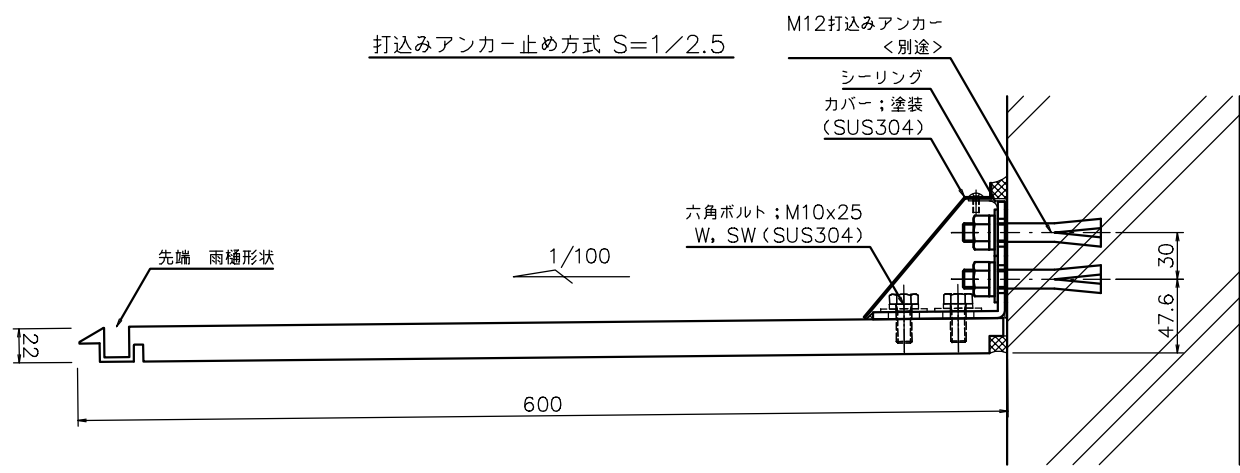 打込みアンカー止め方式 S=1/2.5
M12打込みアンカー
<別途>
シーリング
カバー；塗装
(SUS304)
六角ボルト；M10x25
W, SW(SUS304)
先端 雨樋形状
1/100
30
47.6
22
600